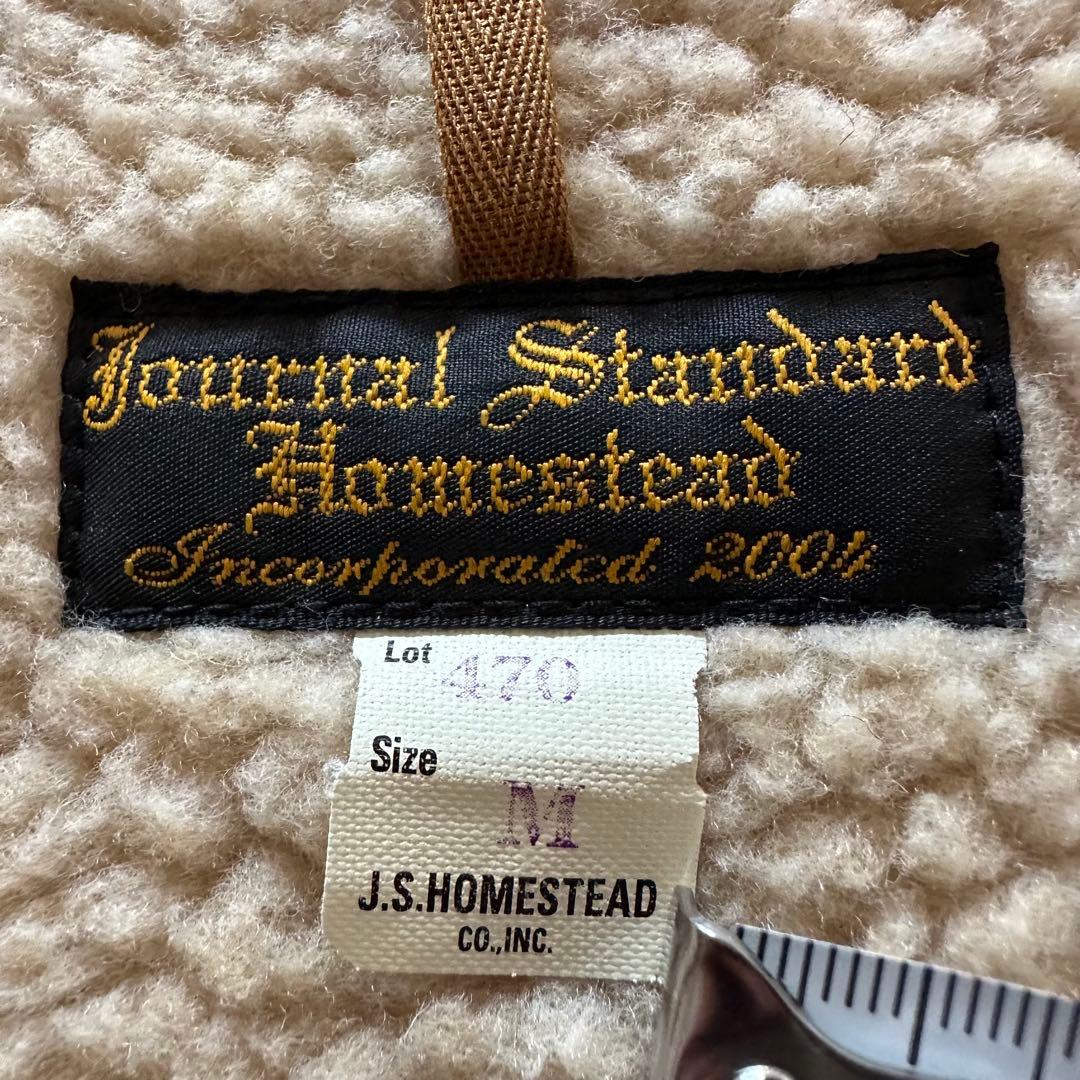 Journal Standard
Homestead
Incorporated 2004
Lot 470
Size
M
J.S.HOMESTEAD
CO.,INC.